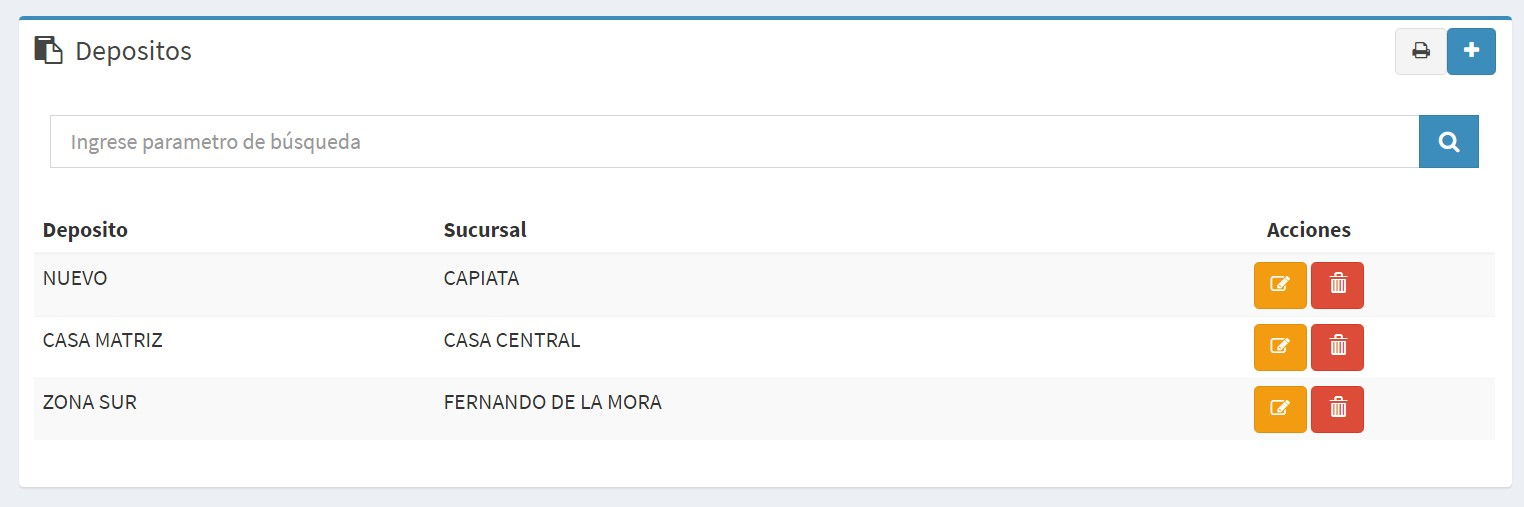 Depositos
Ingrese parametro de búsqueda
Deposito Sucursal Acciones
NUEVO CAPIATA
CASA MATRIZ CASA CENTRAL
ZONA SUR FERNANDO DE LA MORA